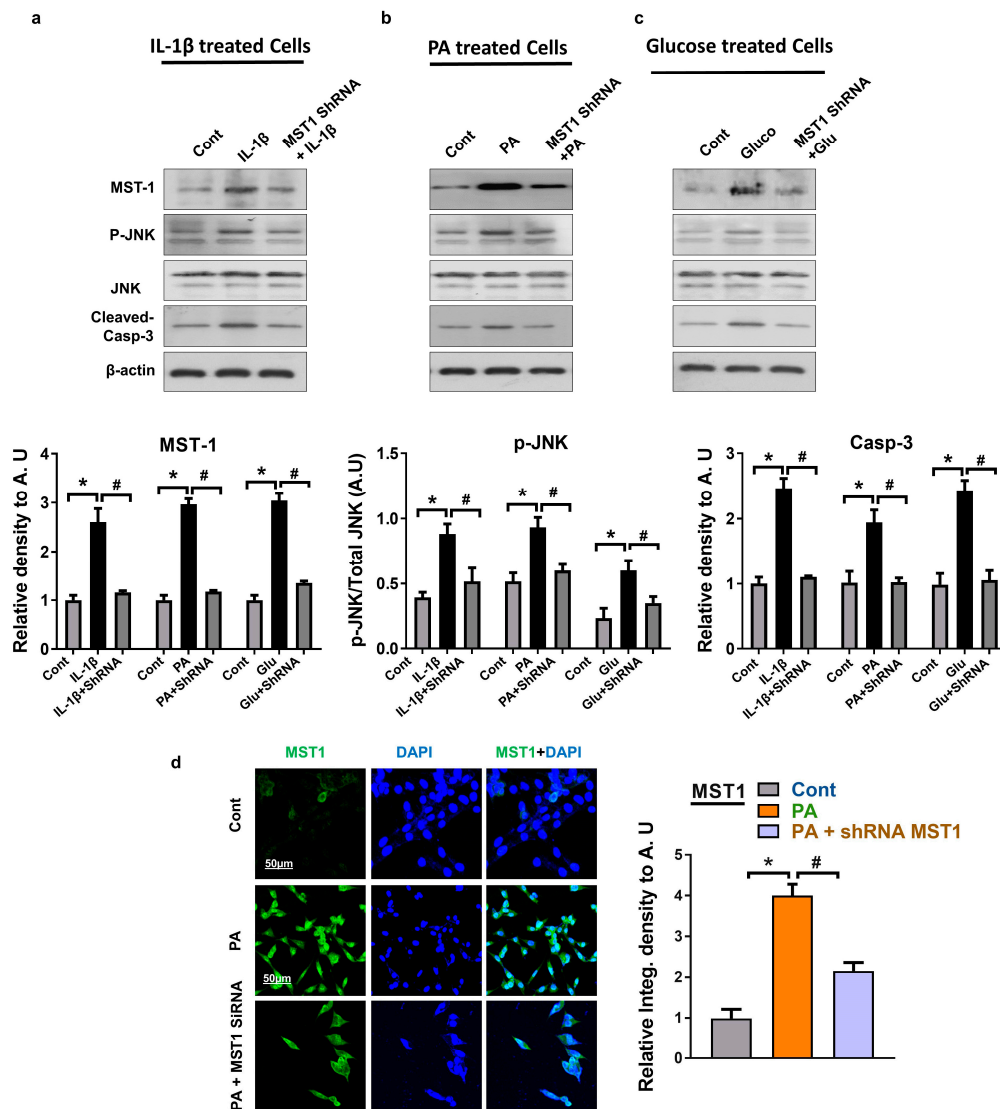 a
b
c
IL-1β treated Cells
PA treated Cells
Glucose treated Cells
Cont
IL-1β
MST1 ShRNA
+ IL-1β
Cont
PA
MST1 ShRNA
+PA
Cont
Gluco
MST1 ShRNA
+Glu
MST-1
P-JNK
JNK
Cleaved-
Casp-3
β-actin
MST-1
Relative density to A. U
4
3
2
1
0
*
#
*
#
*
#
Cont
IL-1β
IL-1β+ShRNA
Cont
PA
PA+ShRNA
Cont
Glu
Glu+ShRNA
p-JNK
p-JNK/Total JNK (A.U)
1.5
1.0
0.5
0.0
*
#
*
#
*
#
Cont
IL-1β
IL-1β+ShRNA
Cont
PA
PA+ShRNA
Cont
Glu
Glu+ShRNA
Casp-3
Relative density to A. U
3
2
1
0
*
#
*
#
*
#
Cont
IL-1β
IL-1β+ShRNA
Cont
PA
PA+ShRNA
Cont
Glu
Glu+ShRNA
d
MST1
DAPI
MST1+DAPI
Cont
50µm
PA
50µm
PA + MST1 SiRNA
MST1
Cont
PA
PA + shRNA MST1
Relative Integ. density to A. U
5
4
3
2
1
0
*
#